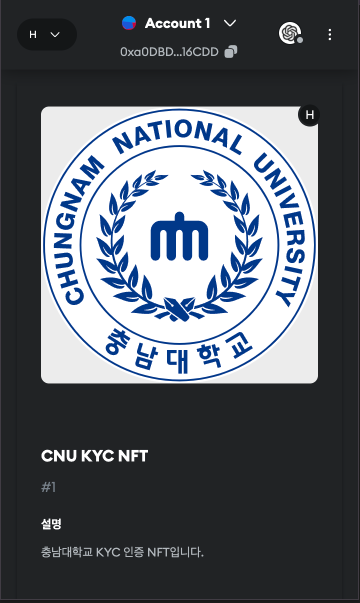 H
Account 1
0xa0DBD...16CDD
H
CHUNGNAM NATIONAL UNIVERSITY
충남대학교
CNU KYC NFT
#1
설명
충남대학교 KYC 인증 NFT입니다.